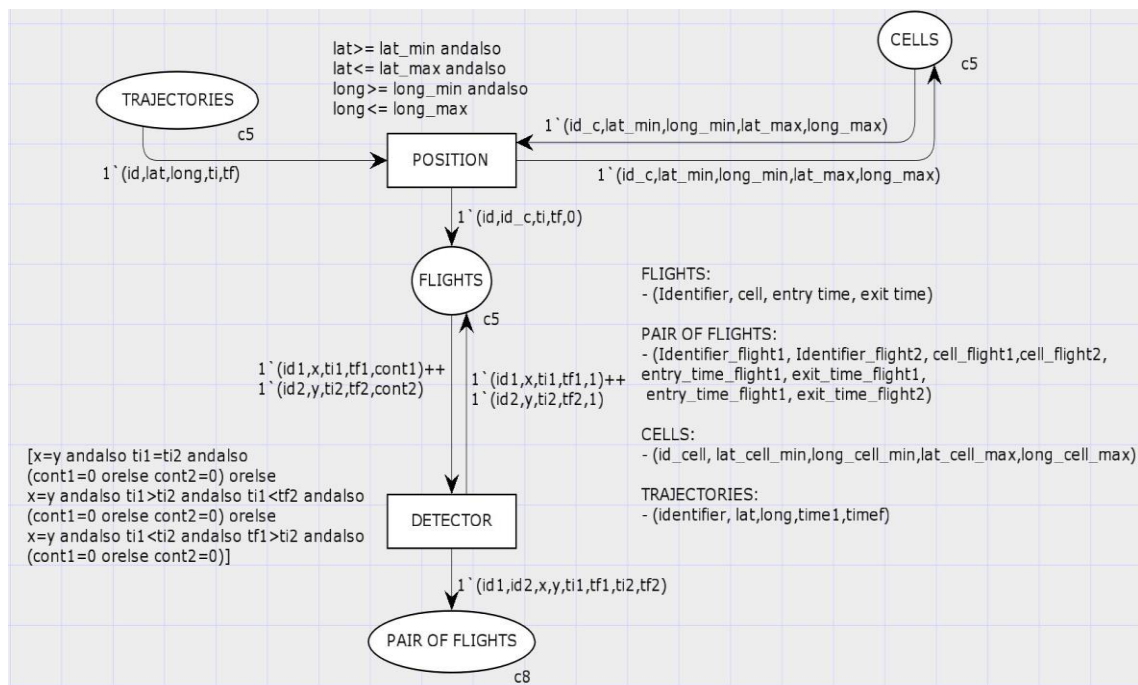 CELLS
c5
lat>= lat_min andalso
lat<= lat_max andalso
long>= long_min andalso
long<= long_max
TRAJECTORIES
c5
1`(id_c,lat_min,long_min,lat_max,long_max)
POSITION
1`(id,lat,long,ti,tf)
1`(id_c,lat_min,long_min,lat_max,long_max)
1`(id,id_c,ti,tf,0)
FLIGHTS
c5
1`(id1,x,ti1,tf1,cont1)++
1`(id2,y,ti2,tf2,cont2)
1`(id1,x,ti1,tf1,1)++
1`(id2,y,ti2,tf2,1)
FLIGHTS:
- (Identifier, cell, entry time, exit time)
PAIR OF FLIGHTS:
- (Identifier_flight1, Identifier_flight2, cell_flight1,cell_flight2,
entry_time_flight1, exit_time_flight1,
entry_time_flight1, exit_time_flight2)
CELLS:
- (id_cell, lat_cell_min,long_cell_min,lat_cell_max,long_cell_max)
TRAJECTORIES:
- (identifier, lat,long,time1,timef)
[x=y andalso ti1=ti2 andalso
(cont1=0 orelse cont2=0) orelse
x=y andalso ti1>ti2 andalso ti1<tf2 andalso
(cont1=0 orelse cont2=0) orelse
x=y andalso ti1<ti2 andalso tf1>ti2 andalso
(cont1=0 orelse cont2=0)]
DETECTOR
1`(id1,id2,x,y,ti1,tf1,ti2,tf2)
PAIR OF FLIGHTS
c8